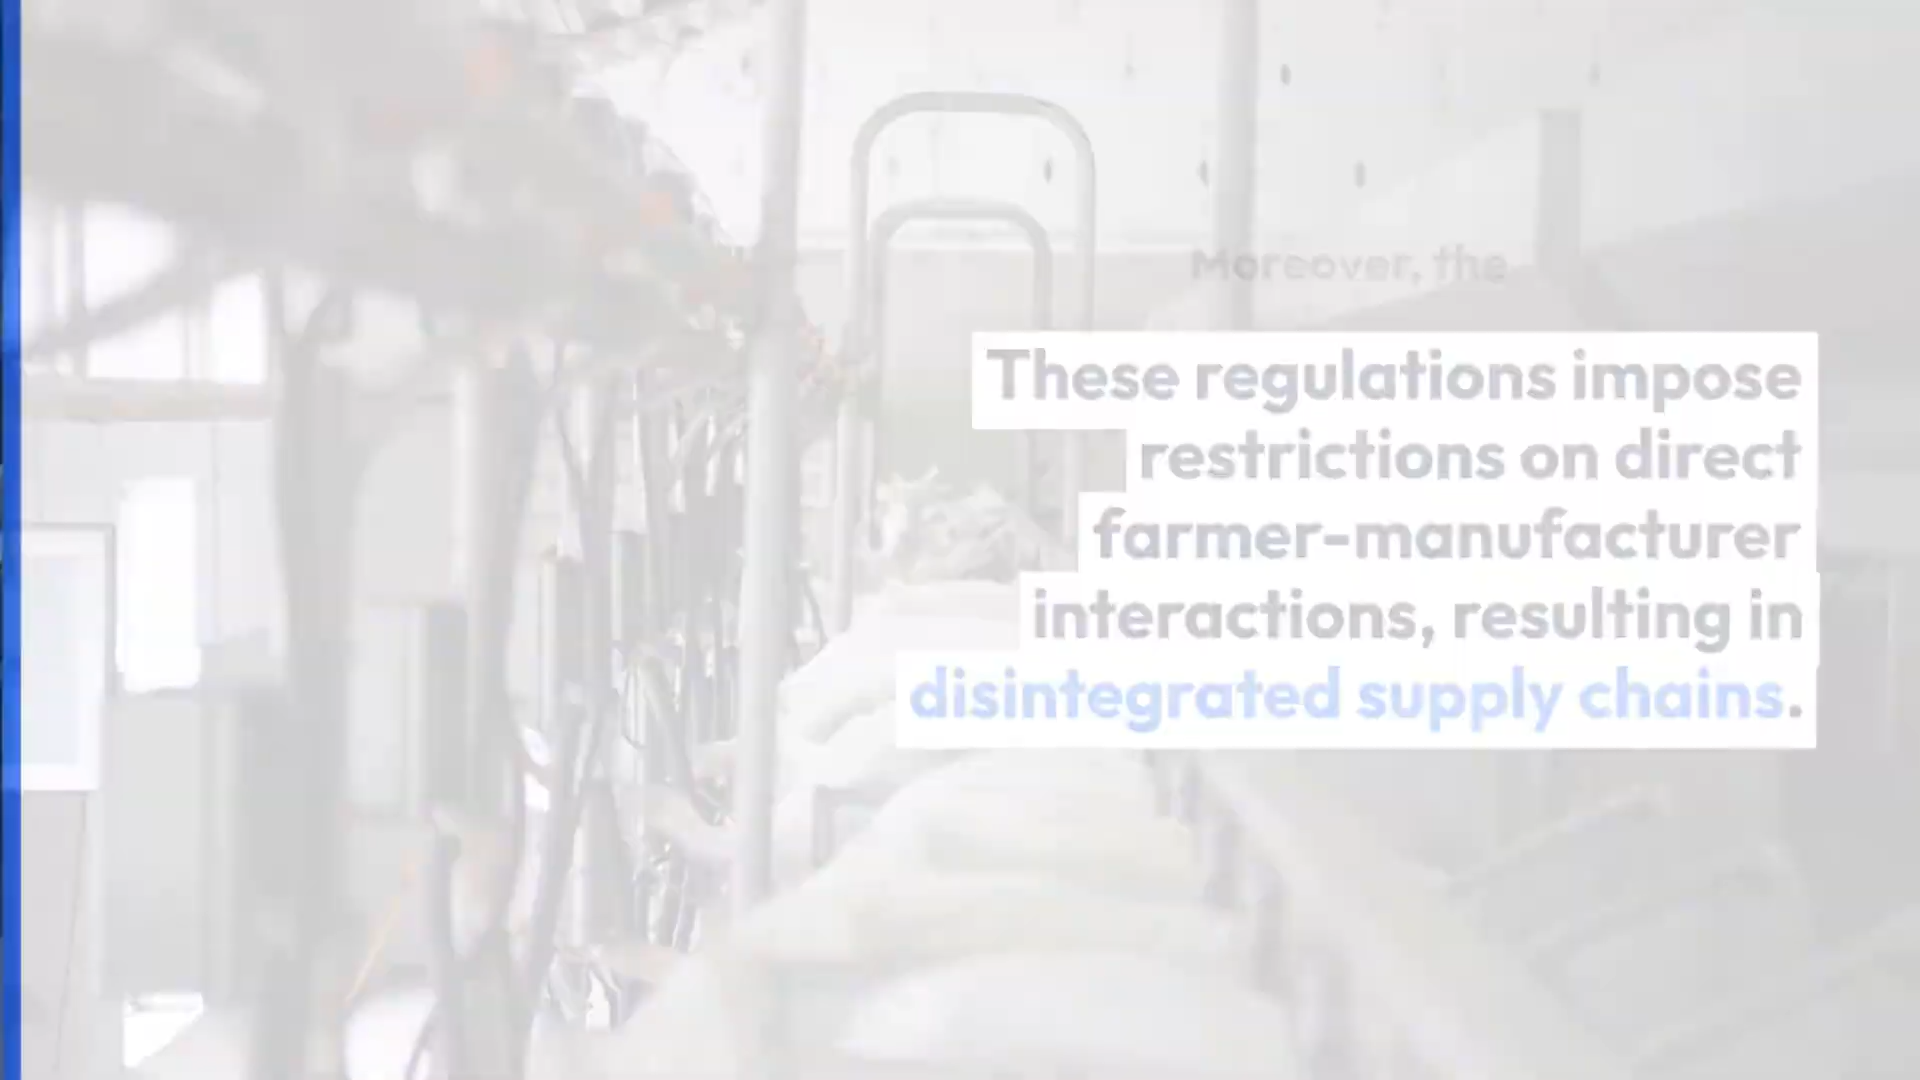 Moreover, the
These regulations impose
restrictions on direct
farmer-manufacturer
interactions, resulting in
disintegrated supply chains.